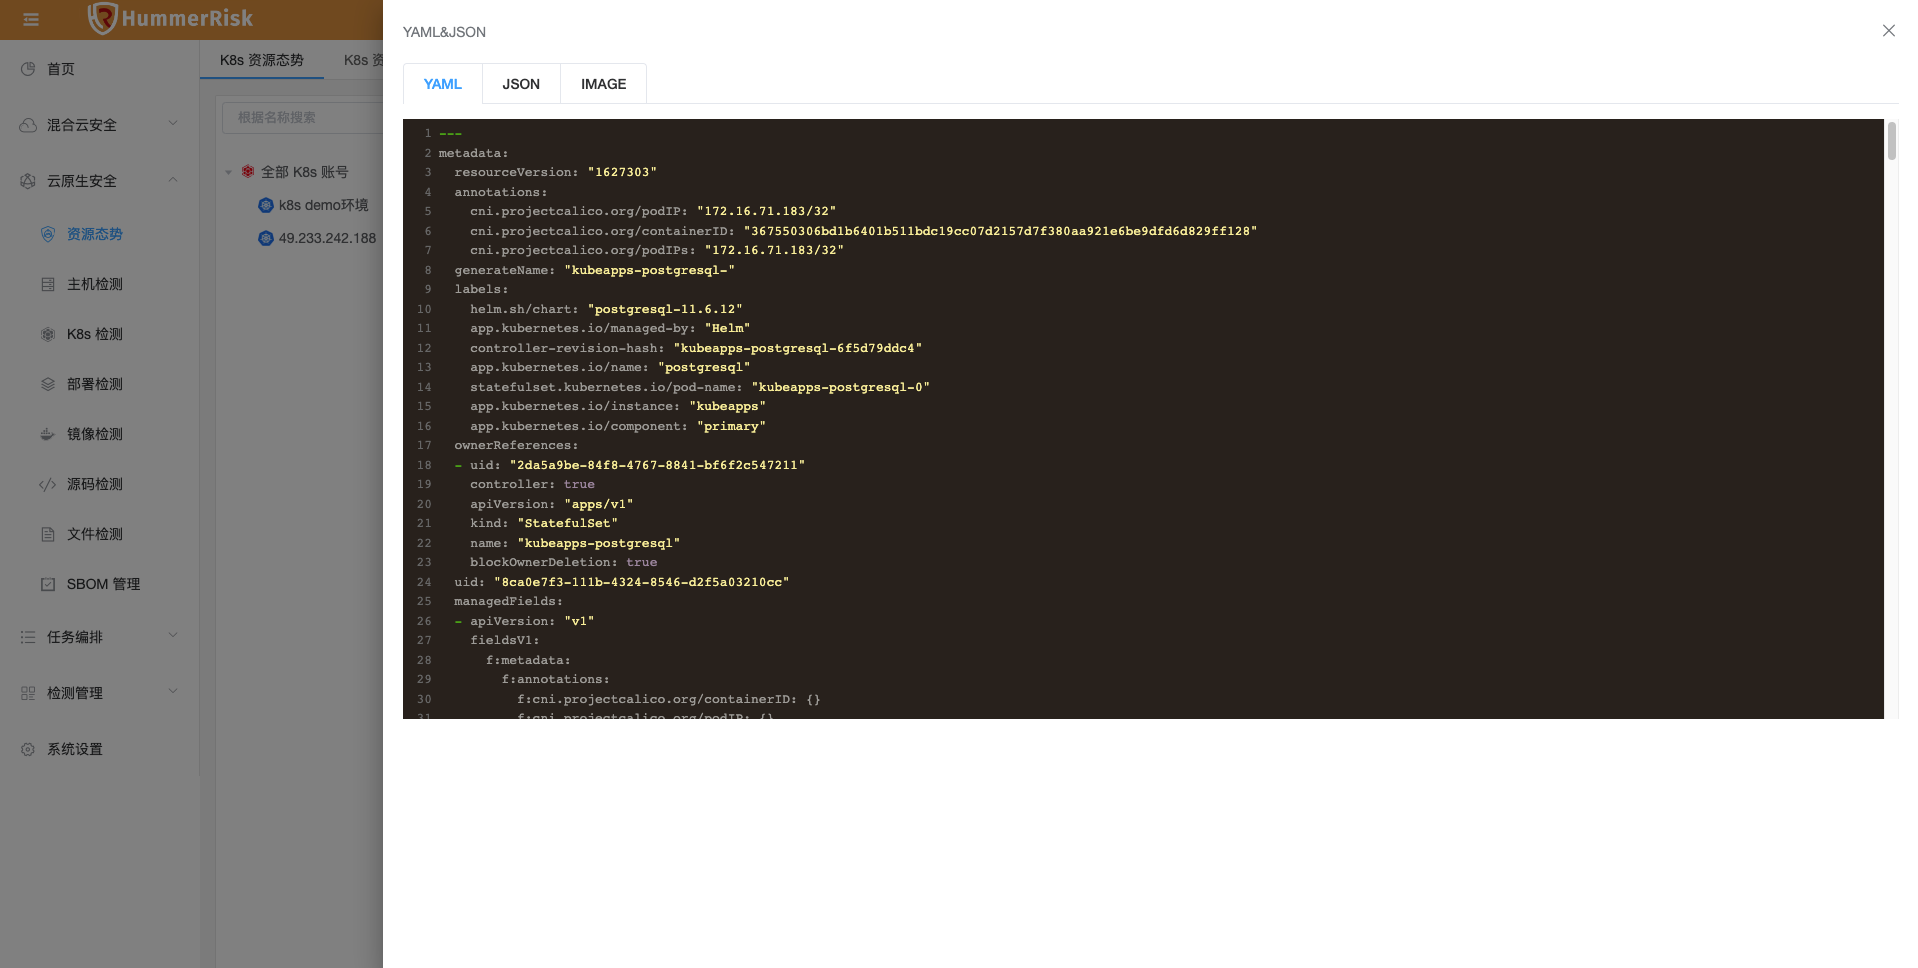 HummerRisk
首页
混合云安全
云原生安全
资源态势
主机检测
K8s 检测
部署检测
镜像检测
源码检测
文件检测
SBOM 管理
任务编排
检测管理
系统设置
K8s 资源态势
K8s 资
根据名称搜索
全部 K8s 账号
k8s demo环境
49.233.242.188
YAML&JSON
YAML JSON IMAGE
1 ---
2 metadata:
3 resourceVersion: "1627303"
4 annotations:
5 cni.projectcalico.org/podIP: "172.16.71.183/32"
6 cni.projectcalico.org/containerID: "367550306bd1b6401b511bdc19cc07d2157d7f380aa921e6be9dfd6d829ff128"
7 cni.projectcalico.org/podIPs: "172.16.71.183/32"
8 generateName: "kubeapps-postgresql-"
9 labels:
10 helm.sh/chart: "postgresql-11.6.12"
11 app.kubernetes.io/managed-by: "Helm"
12 controller-revision-hash: "kubeapps-postgresql-6f5d79ddc4"
13 app.kubernetes.io/name: "postgresql"
14 statefulset.kubernetes.io/pod-name: "kubeapps-postgresql-0"
15 app.kubernetes.io/instance: "kubeapps"
16 app.kubernetes.io/component: "primary"
17 ownerReferences:
18 - uid: "2da5a9be-84f8-4767-8841-bf6f2c547211"
19 controller: true
20 apiVersion: "apps/v1"
21 kind: "StatefulSet"
22 name: "kubeapps-postgresql"
23 blockOwnerDeletion: true
24 uid: "8ca0e7f3-111b-4324-8546-d2f5a03210cc"
25 managedFields:
26 - apiVersion: "v1"
27 fieldsV1:
28 f:metadata:
29 f:annotations:
30 f:cni.projectcalico.org/containerID: {}
31 f:cni.projectcalico.org/podIP: {}